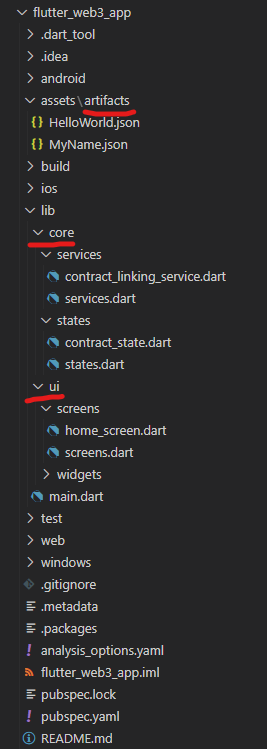 flutter_web3_app
.dart_tool
.idea
android
assets\artifacts
{} HelloWorld.json
{} MyName.json
build
ios
lib
core
services
contract_linking_service.dart
services.dart
states
contract_state.dart
states.dart
ui
screens
home_screen.dart
screens.dart
widgets
main.dart
test
web
windows
.gitignore
.metadata
.packages
! analysis_options.yaml
flutter_web3_app.iml
pubspec.lock
! pubspec.yaml
README.md